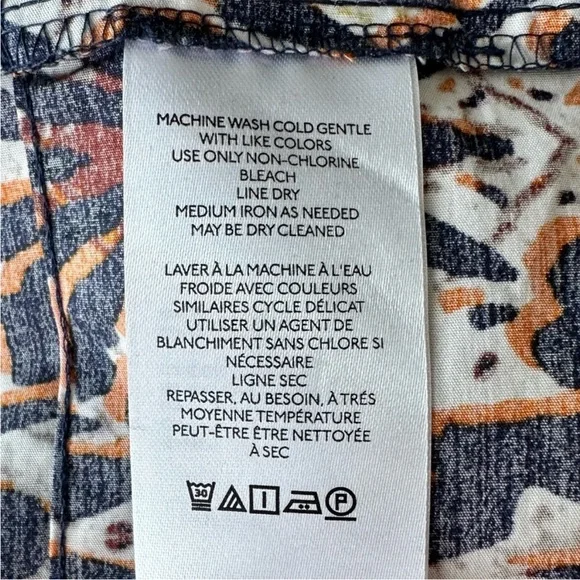 MACHINE WASH COLD GENTLE
WITH LIKE COLORS
USE ONLY NON-CHLORINE
BLEACH
LINE DRY
MEDIUM IRON AS NEEDED
MAY BE DRY CLEANED
LAVER À LA MACHINE À L'EAU
FROIDE AVEC COULEURS
SIMILAIRES CYCLE DÉLICAT
UTILISER UN AGENT DE
BLANCHIMENT SANS CHLORE SI
NÉCESSAIRE
LIGNE SEC
REPASSER, AU BESOIN, À TRÉS
MOYENNE TEMPÉRATURE
PEUT-ÊTRE ÊTRE NETTOYÉE
À SEC
30 P